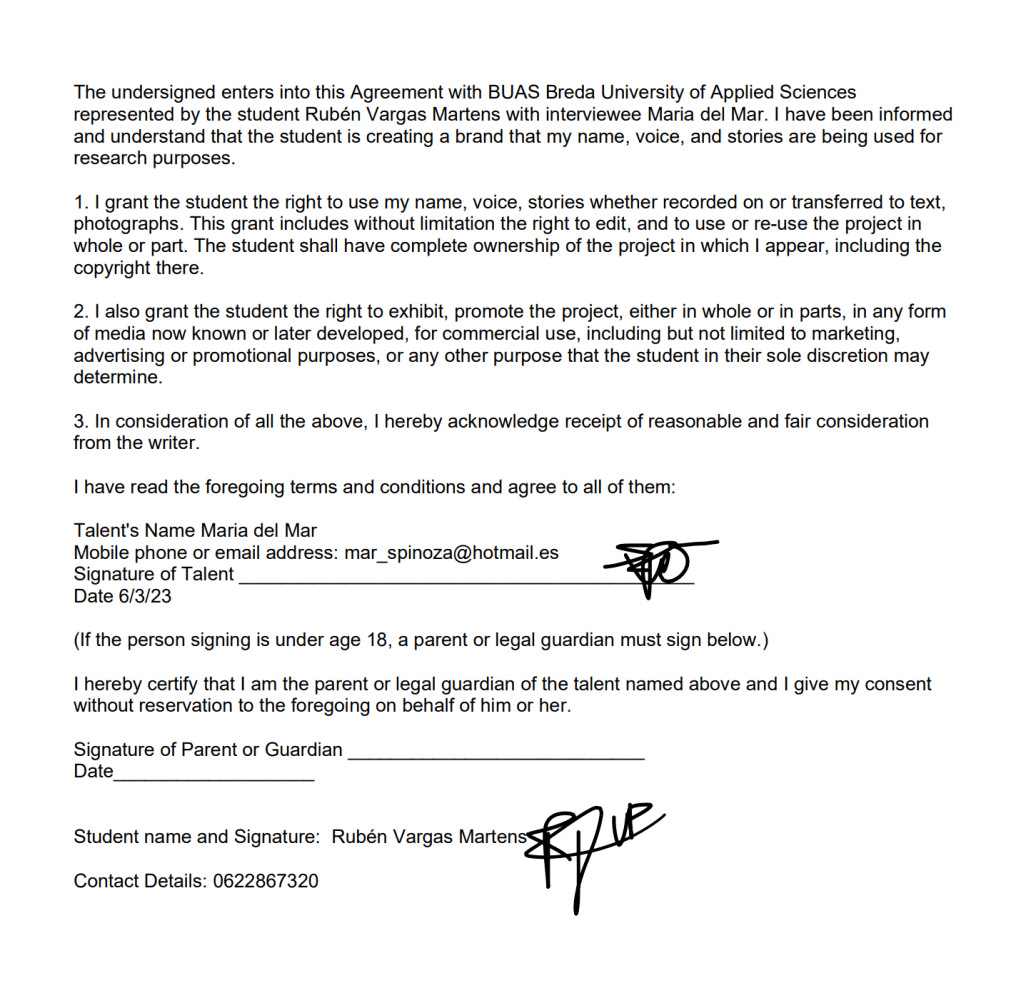 The undersigned enters into this Agreement with BUAS Breda University of Applied Sciences
represented by the student Rubén Vargas Martens with interviewee Maria del Mar. I have been informed
and understand that the student is creating a brand that my name, voice, and stories are being used for
research purposes.
1. I grant the student the right to use my name, voice, stories whether recorded on or transferred to text,
photographs. This grant includes without limitation the right to edit, and to use or re-use the project in
whole or part. The student shall have complete ownership of the project in which I appear, including the
copyright there.
2. I also grant the student the right to exhibit, promote the project, either in whole or in parts, in any form
of media now known or later developed, for commercial use, including but not limited to marketing,
advertising or promotional purposes, or any other purpose that the student in their sole discretion may
determine.
3. In consideration of all the above, I hereby acknowledge receipt of reasonable and fair consideration
from the writer.
I have read the foregoing terms and conditions and agree to all of them:
Talent's Name Maria del Mar
Mobile phone or email address: mar_spinoza@hotmail.es
Signature of Talent ___________________________________________
Date 6/3/23
(If the person signing is under age 18, a parent or legal guardian must sign below.)
I hereby certify that I am the parent or legal guardian of the talent named above and I give my consent
without reservation to the foregoing on behalf of him or her.
Signature of Parent or Guardian ____________________________
Date___________________
Student name and Signature: Rubén Vargas Martens
Contact Details: 0622867320